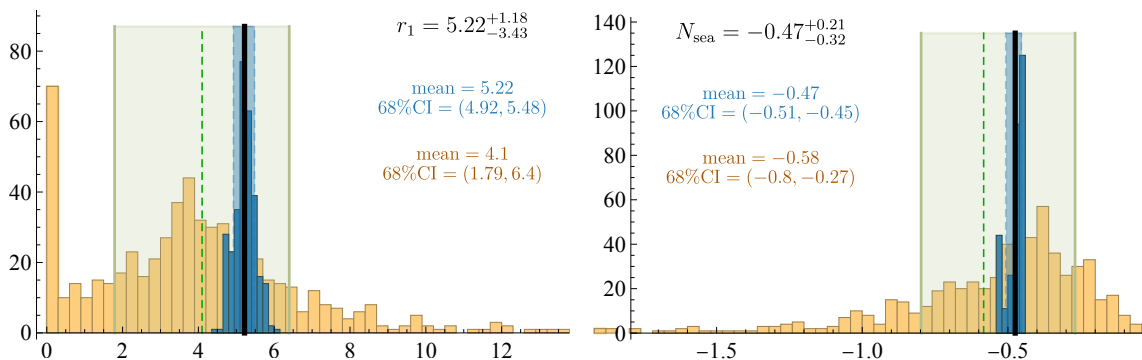 r₁ = 5.22 +1.18 −3.43
mean = 5.22
68%CI = (4.92, 5.48)
mean = 4.1
68%CI = (1.79, 6.4)
80
60
40
20
0
0 2 4 6 8 10 12
N_sea = −0.47 +0.21 −0.32
mean = −0.47
68%CI = (−0.51, −0.45)
mean = −0.58
68%CI = (−0.8, −0.27)
140
120
100
80
60
40
20
0
−1.5 −1.0 −0.5